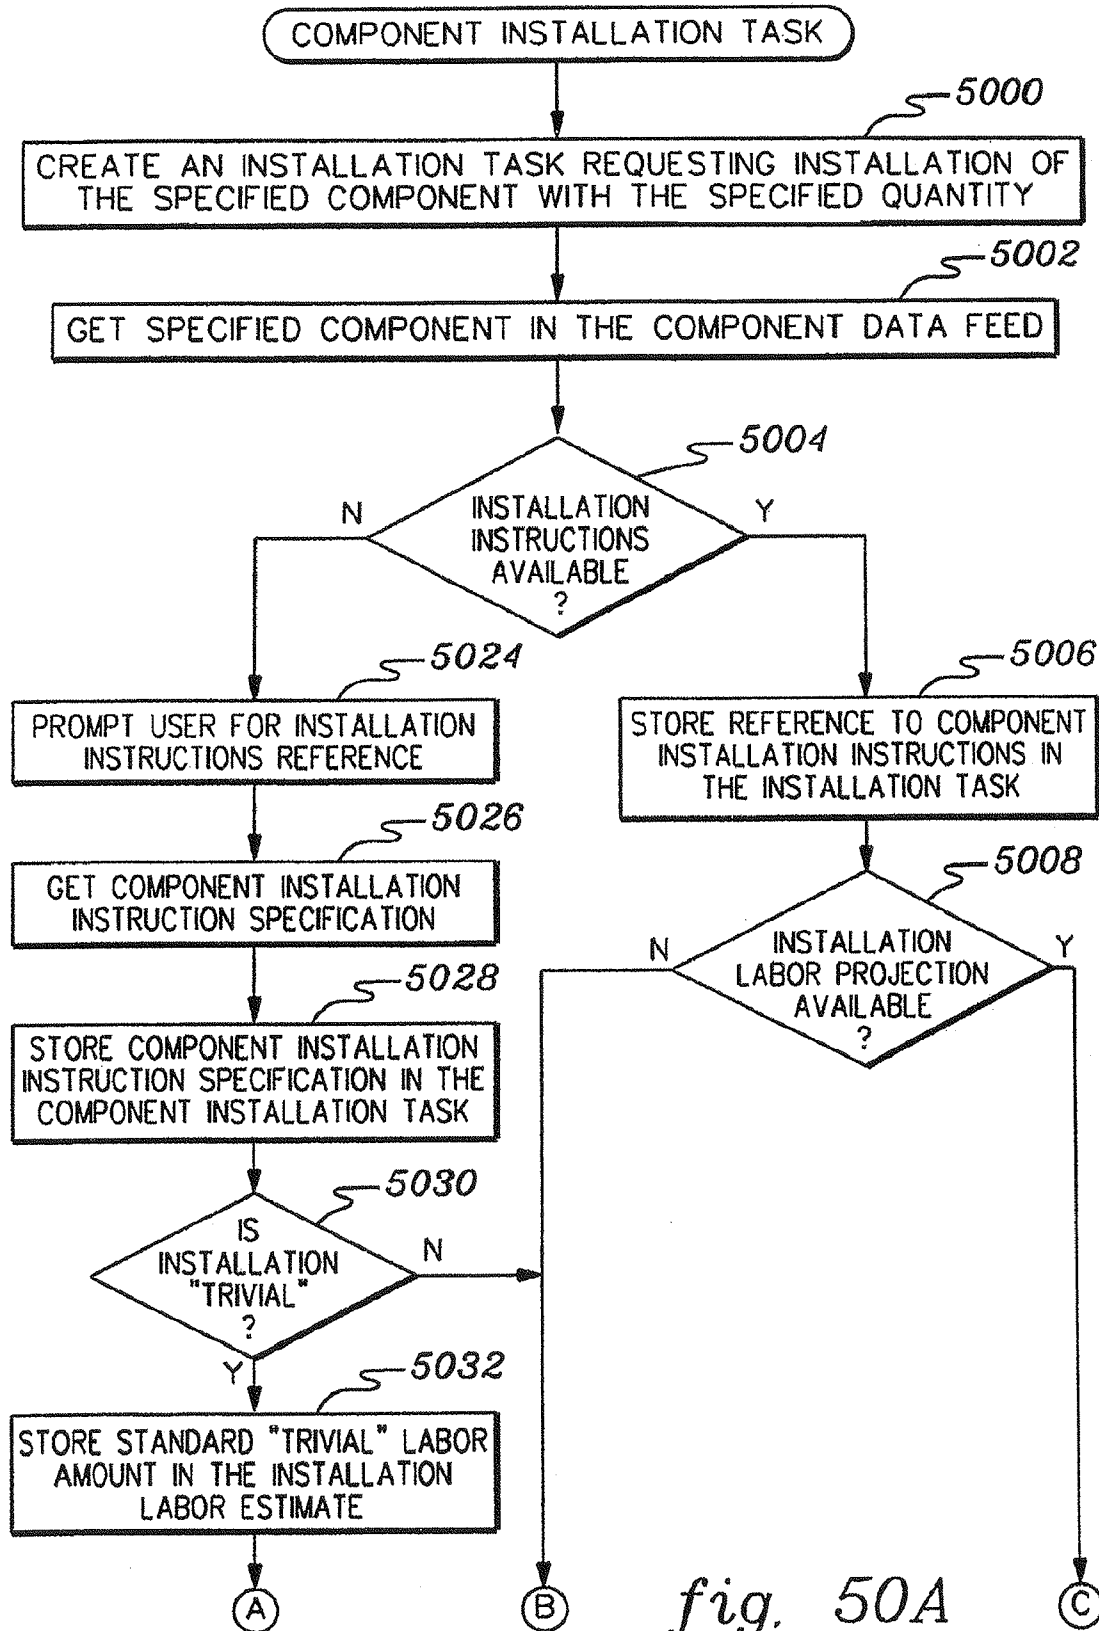 COMPONENT INSTALLATION TASK
5000
CREATE AN INSTALLATION TASK REQUESTING INSTALLATION OF
THE SPECIFIED COMPONENT WITH THE SPECIFIED QUANTITY
5002
GET SPECIFIED COMPONENT IN THE COMPONENT DATA FEED
5004
INSTALLATION
INSTRUCTIONS
AVAILABLE
?
N
Y
5024
PROMPT USER FOR INSTALLATION
INSTRUCTIONS REFERENCE
5006
STORE REFERENCE TO COMPONENT
INSTALLATION INSTRUCTIONS IN
THE INSTALLATION TASK
5026
GET COMPONENT INSTALLATION
INSTRUCTION SPECIFICATION
5008
INSTALLATION
LABOR PROJECTION
AVAILABLE
?
N
Y
5028
STORE COMPONENT INSTALLATION
INSTRUCTION SPECIFICATION IN THE
COMPONENT INSTALLATION TASK
5030
IS
INSTALLATION
"TRIVIAL"
?
N
Y
5032
STORE STANDARD "TRIVIAL" LABOR
AMOUNT IN THE INSTALLATION
LABOR ESTIMATE
A
B
fig. 50A
C